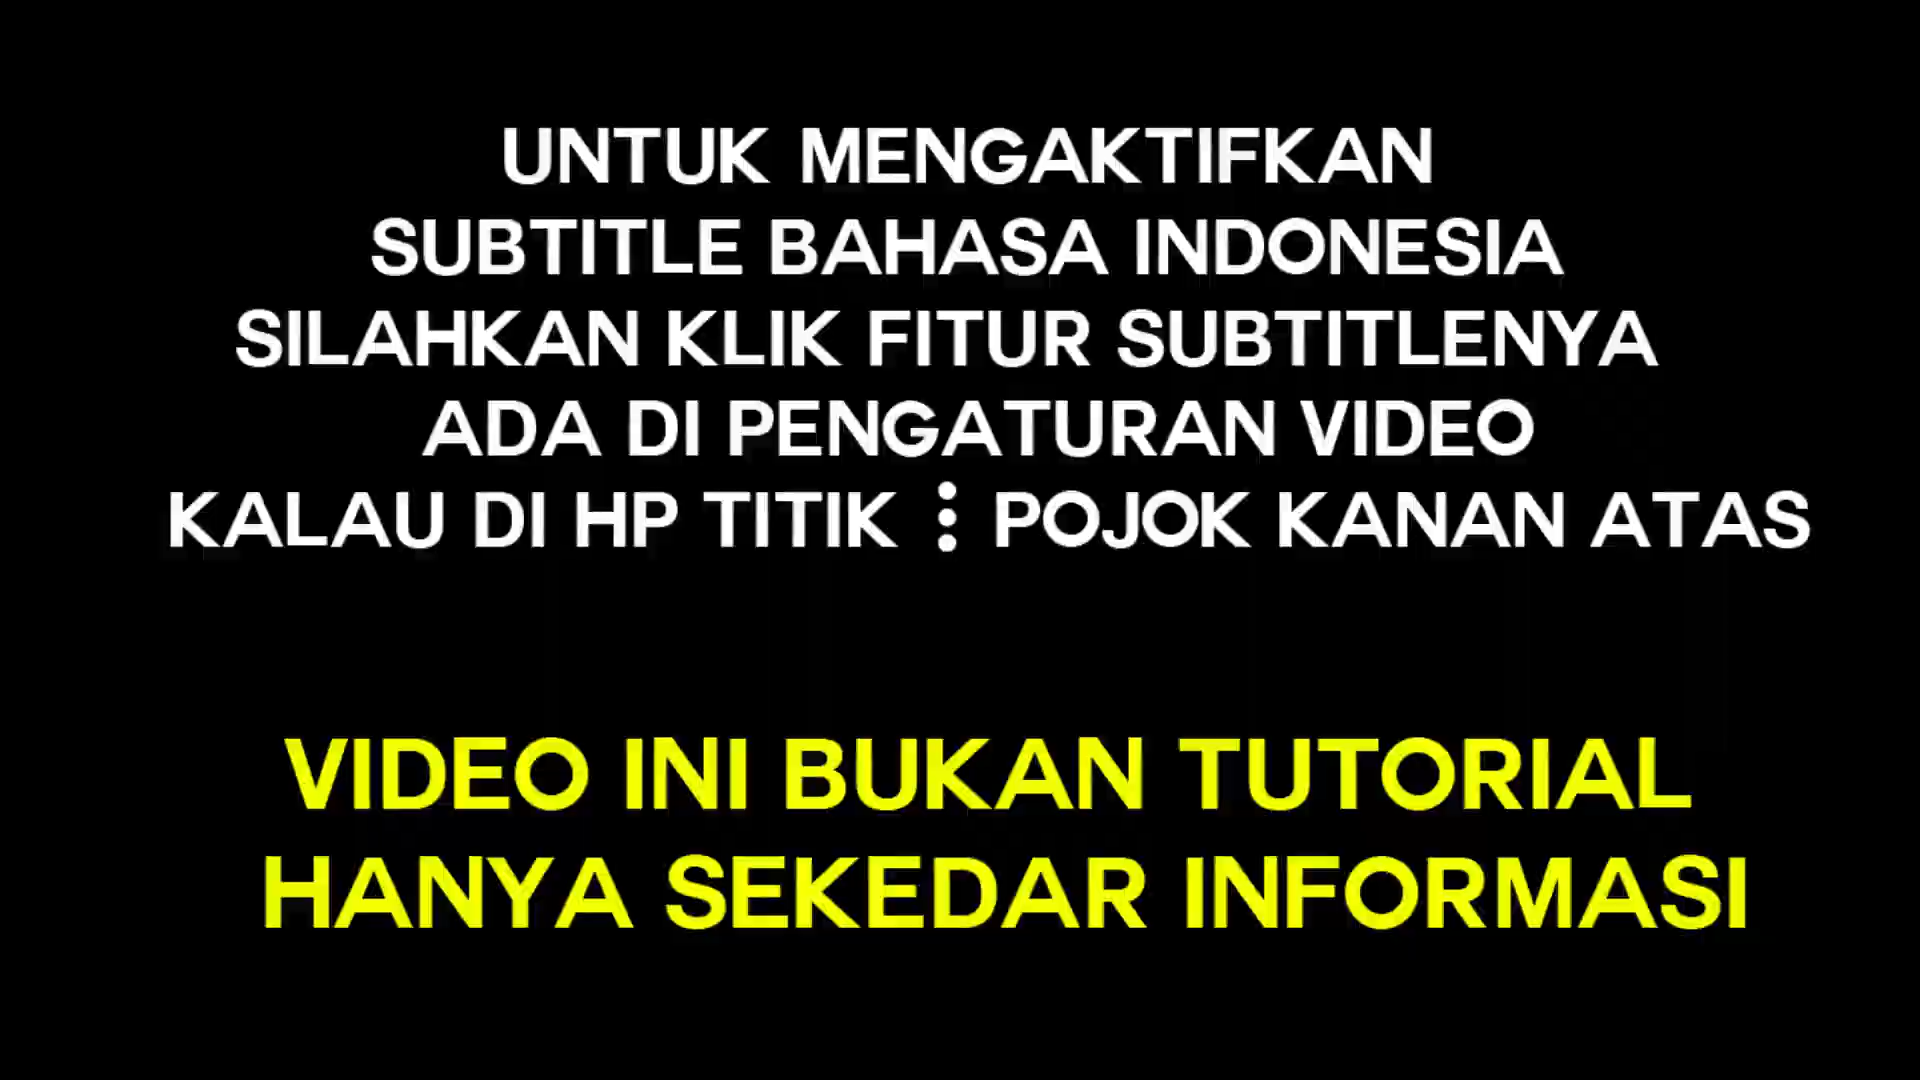 UNTUK MENGAKTIFKAN
SUBTITLE BAHASA INDONESIA
SILAHKAN KLIK FITUR SUBTITLENYA
ADA DI PENGATURAN VIDEO
KALAU DI HP TITIK ⋮ POJOK KANAN ATAS
VIDEO INI BUKAN TUTORIAL
HANYA SEKEDAR INFORMASI